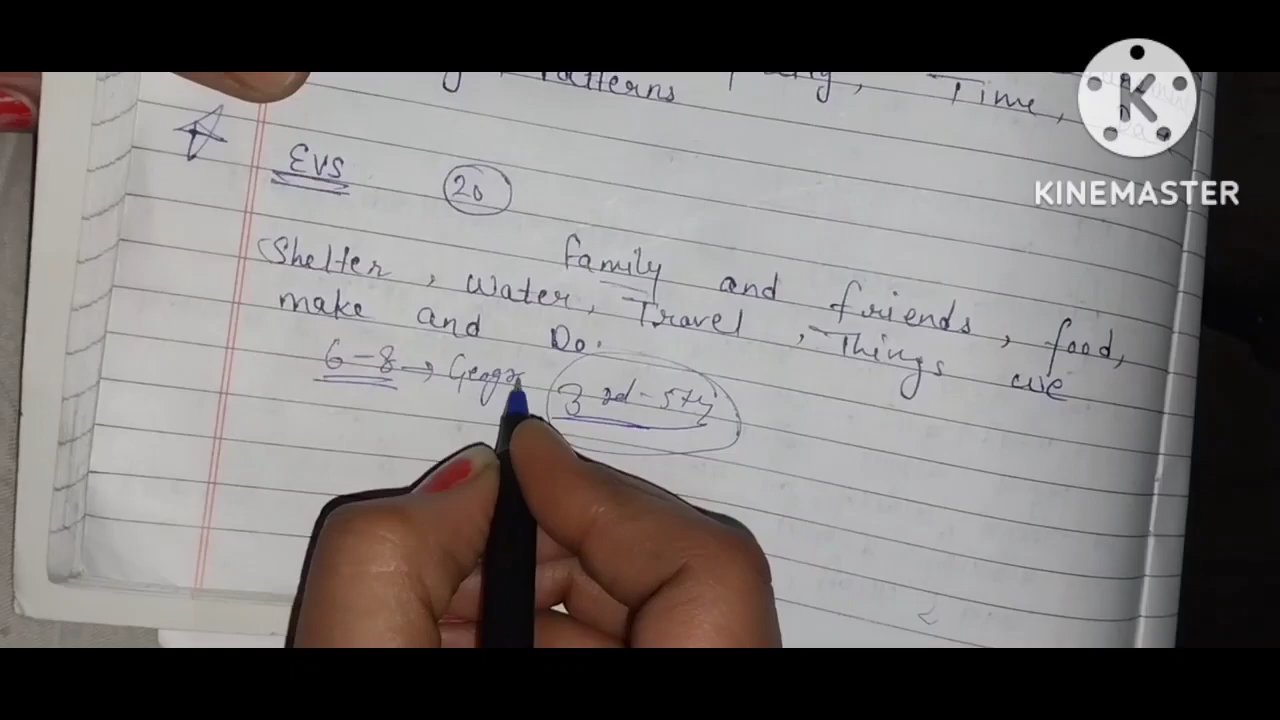 Patterns Time,
EVS 20
family and friends, food,
Shelter, water, Travel, Things we
make and Do.
6-8 → Geogr
3rd - 5th
KINEMASTER